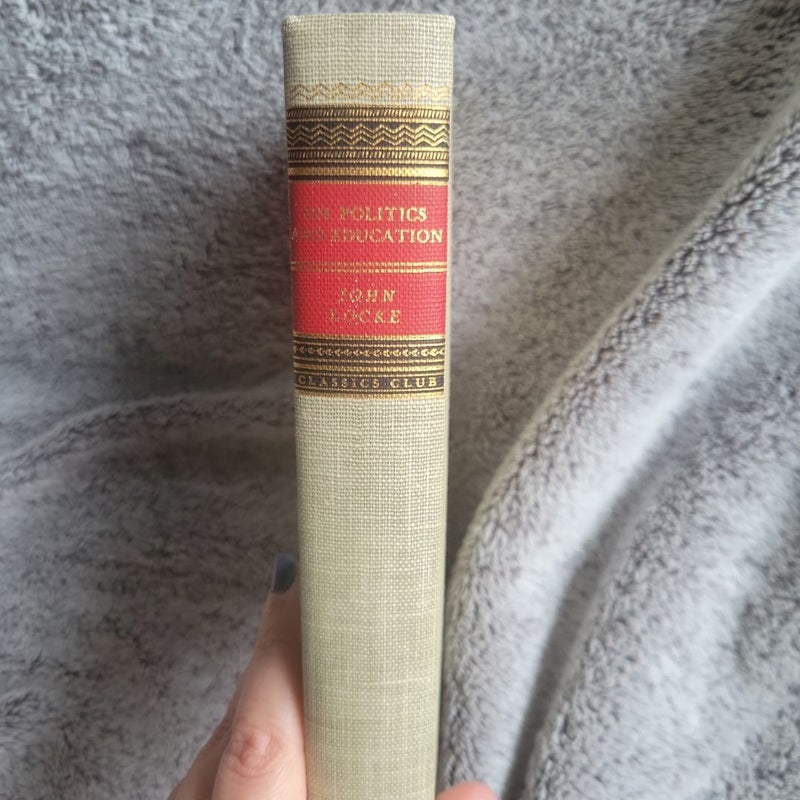 ON POLITICS
AND EDUCATION
JOHN
LOCKE
CLASSICS CLUB